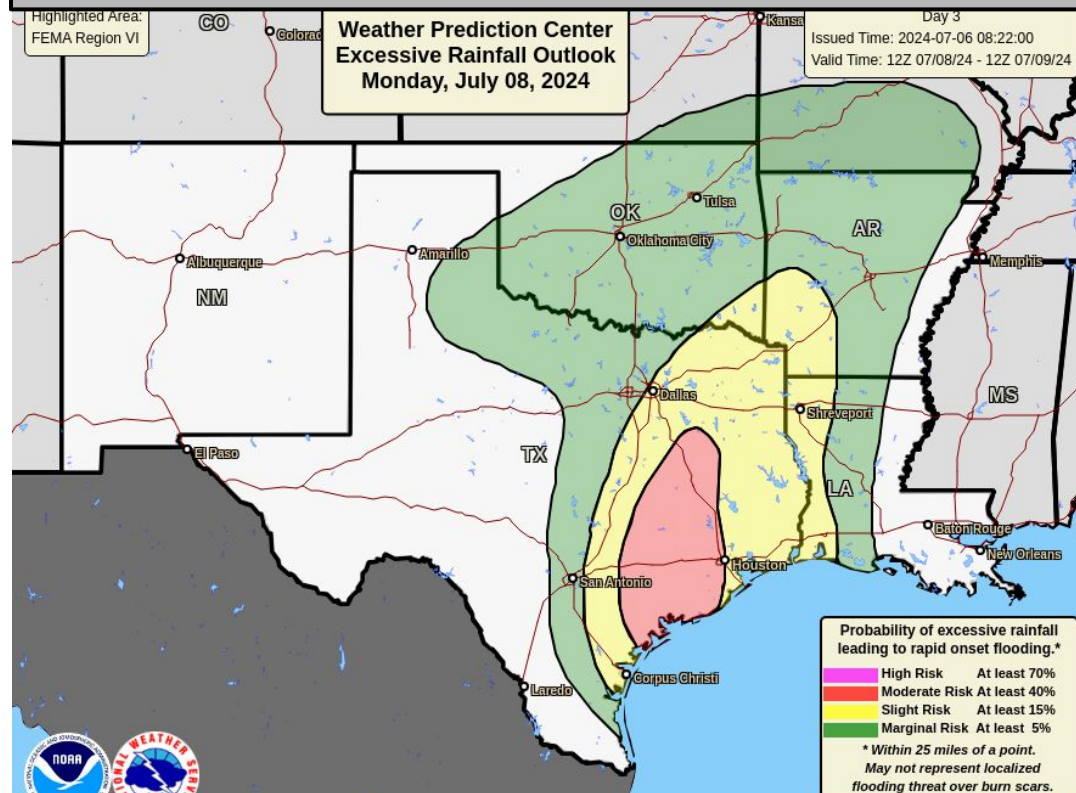 Highlighted Area:
FEMA Region VI
Weather Prediction Center
Excessive Rainfall Outlook
Monday, July 08, 2024
Day 3
Issued Time: 2024-07-06 08:22:00
Valid Time: 12Z 07/08/24 - 12Z 07/09/24
CO
Colorad
Kansa
Tulsa
OK
Oklahoma City
AR
Amarillo
Albuquerque
Memphis
NM
Dallas
MS
Shreveport
El Paso
TX
LA
Baton Rouge
New Orleans
Houston
San Antonio
Corpus Christi
Laredo
Probability of excessive rainfall
leading to rapid onset flooding.*
High Risk At least 70%
Moderate Risk At least 40%
Slight Risk At least 15%
Marginal Risk At least 5%
* Within 25 miles of a point.
May not represent localized
flooding threat over burn scars.
NOAA
WEATHER